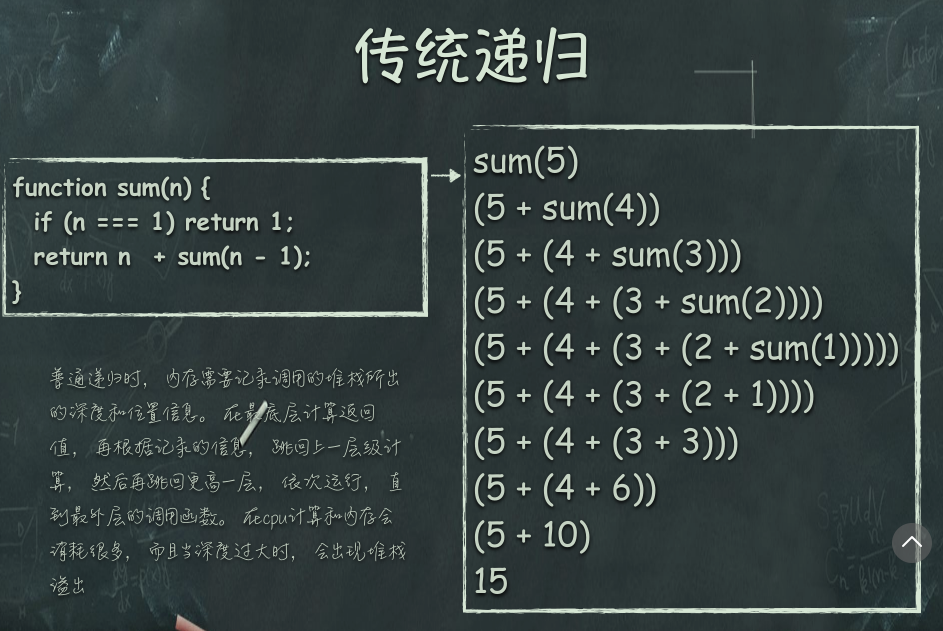 传统递归
function sum(n) {
if (n === 1) return 1;
return n + sum(n - 1);
}
普通递归时，内存需要记录调用的堆栈所出
的深度和位置信息。在最底层计算返回
值，再根据记录的信息，跳回上一层级计
算，然后再跳回更高一层，依次运行，直
到最外层的调用函数。在cpu计算和内存会
消耗很多，而且当深度过大时，会出现堆栈
溢出
sum(5)
(5 + sum(4))
(5 + (4 + sum(3)))
(5 + (4 + (3 + sum(2))))
(5 + (4 + (3 + (2 + sum(1)))))
(5 + (4 + (3 + (2 + 1))))
(5 + (4 + (3 + 3)))
(5 + (4 + 6))
(5 + 10)
15